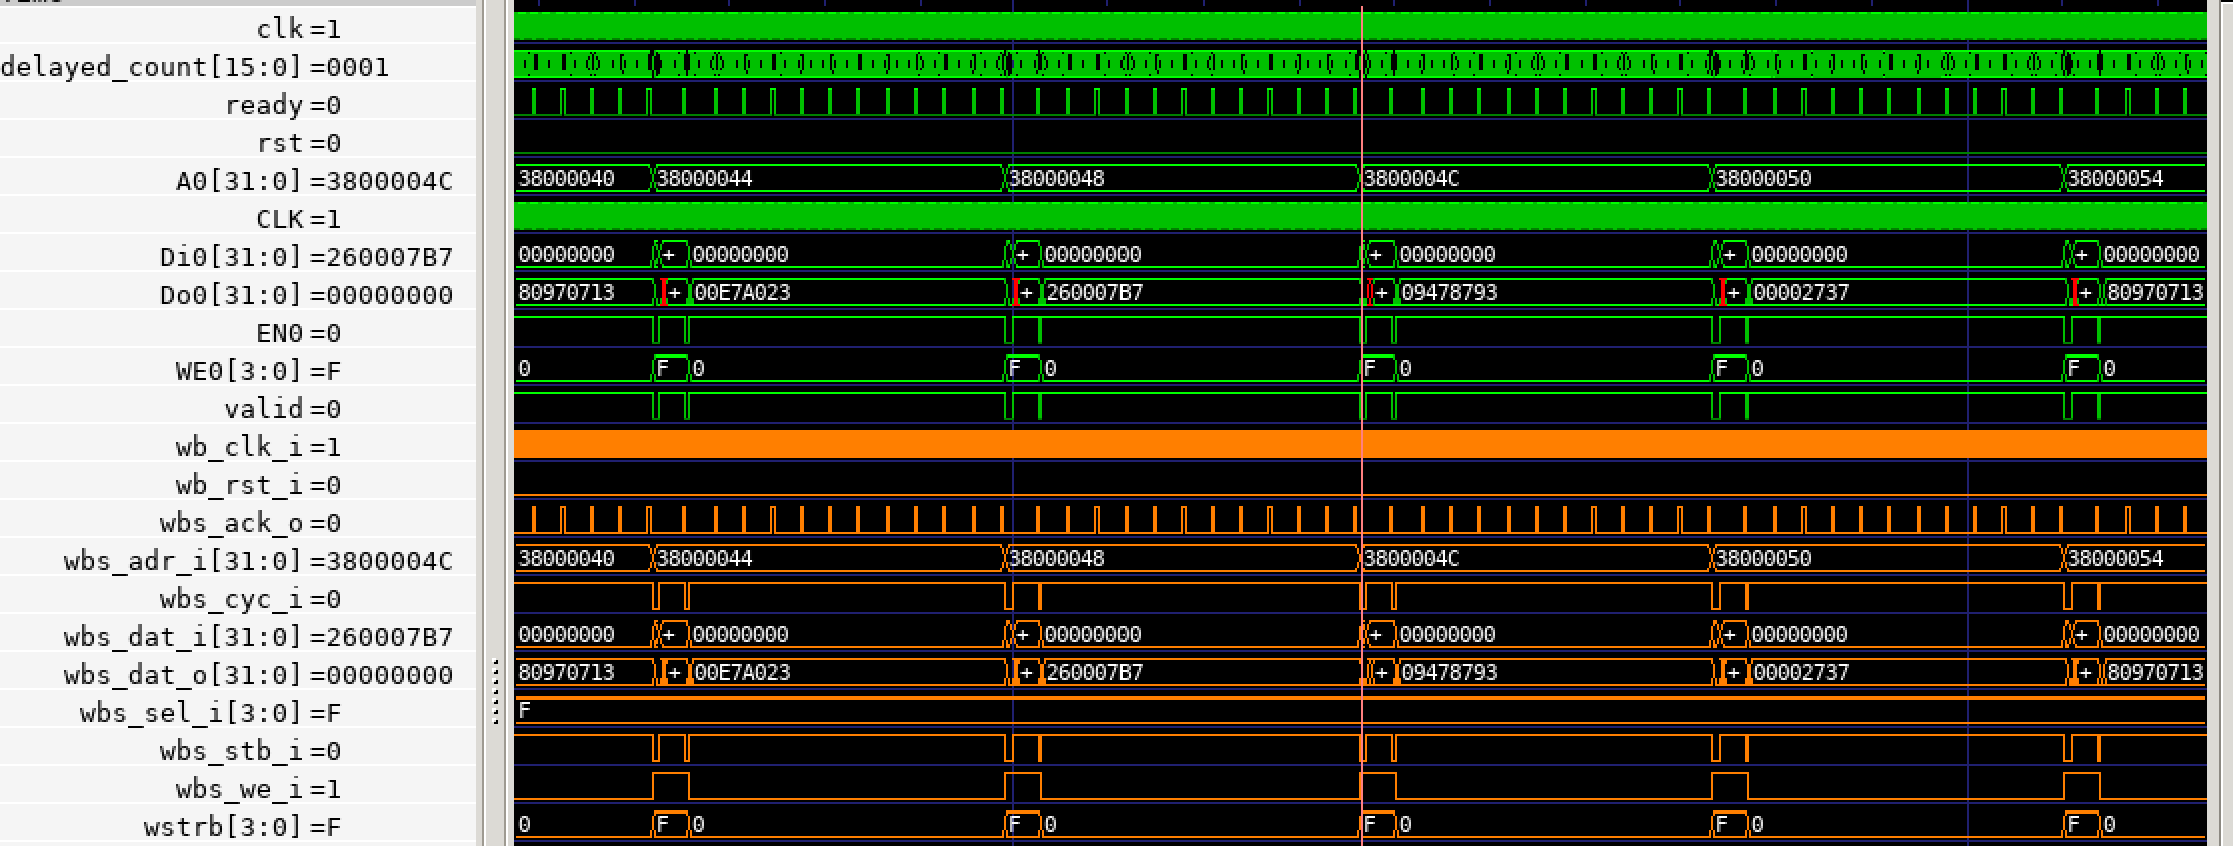 clk=1
delayed_count[15:0]=0001
ready=0
rst=0
A0[31:0]=3800004C 38000040 38000044 38000048 3800004C 38000050 38000054
CLK=1
Di0[31:0]=260007B7 00000000 + 00000000 + 00000000 + 00000000 + 00000000 + 00000000
Do0[31:0]=00000000 80970713 + 00E7A023 + 260007B7 + 09478793 + 00002737 + 80970713
EN0=0
WE0[3:0]=F 0 F 0 F 0 F 0 F 0 F 0
valid=0
wb_clk_i=1
wb_rst_i=0
wbs_ack_o=0
wbs_adr_i[31:0]=3800004C 38000040 38000044 38000048 3800004C 38000050 38000054
wbs_cyc_i=0
wbs_dat_i[31:0]=260007B7 00000000 + 00000000 + 00000000 + 00000000 + 00000000 + 00000000
wbs_dat_o[31:0]=00000000 80970713 + 00E7A023 + 260007B7 + 09478793 + 00002737 + 80970713
wbs_sel_i[3:0]=F F
wbs_stb_i=0
wbs_we_i=1
wstrb[3:0]=F 0 F 0 F 0 F 0 F 0 F 0